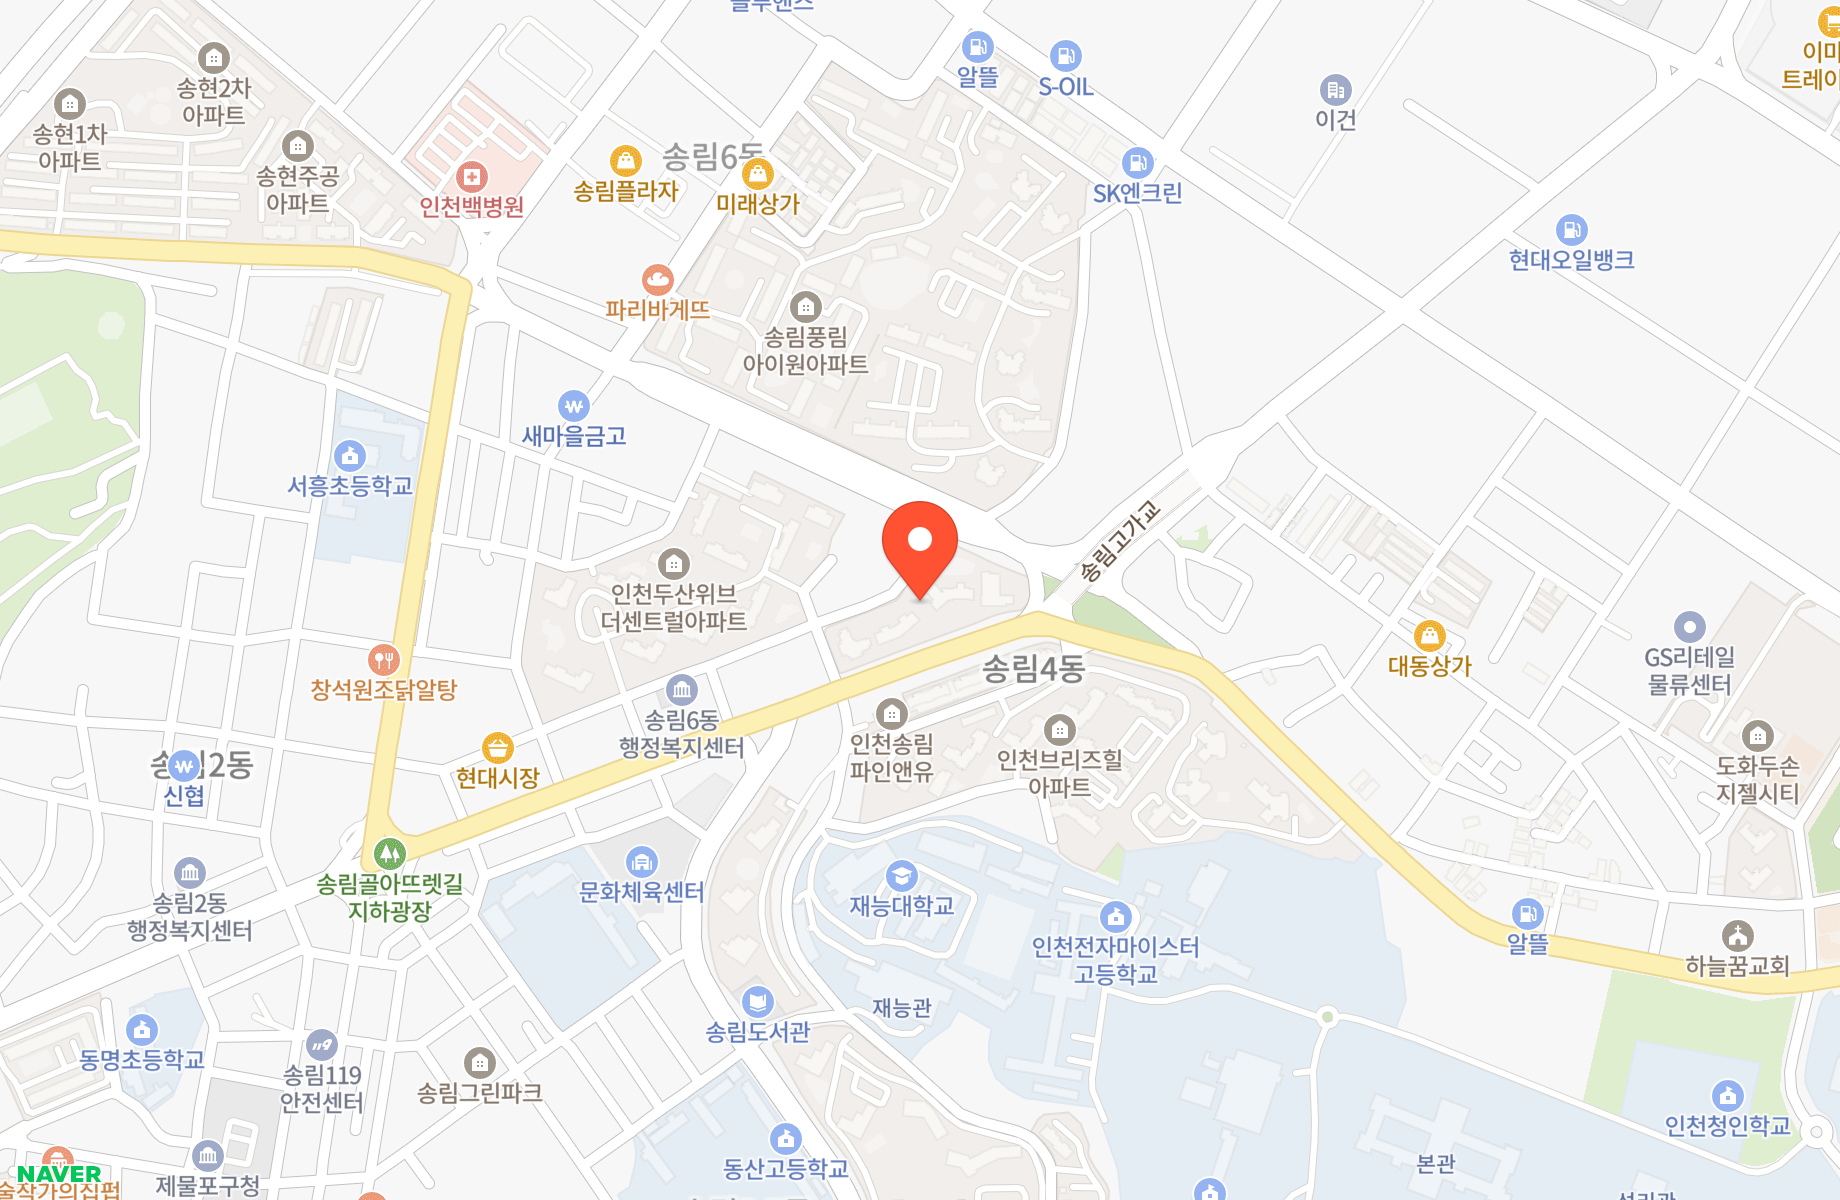 블루핸즈
알뜰
S-OIL
이건
송현2차
아파트
송현1차
아파트
송현주공
아파트
인천백병원
송림플라자
송림6동
미래상가
SK엔크린
현대오일뱅크
파리바게뜨
송림풍림
아이원아파트
새마을금고
서흥초등학교
송림고가교
인천두산위브
더센트럴아파트
창석원조닭알탕
송림6동
행정복지센터
송림4동
대동상가
GS리테일
물류센터
인천송림
파인앤유
인천브리즈힐
아파트
도화두손
지젤시티
현대시장
신협
송림골아뜨렛길
지하광장
문화체육센터
재능대학교
송림2동
행정복지센터
인천전자마이스터
고등학교
알뜰
하늘꿈교회
재능관
송림도서관
동명초등학교
송림119
안전센터
송림그린파크
인천청인학교
동산고등학교
본관
제물포구청
NAVER